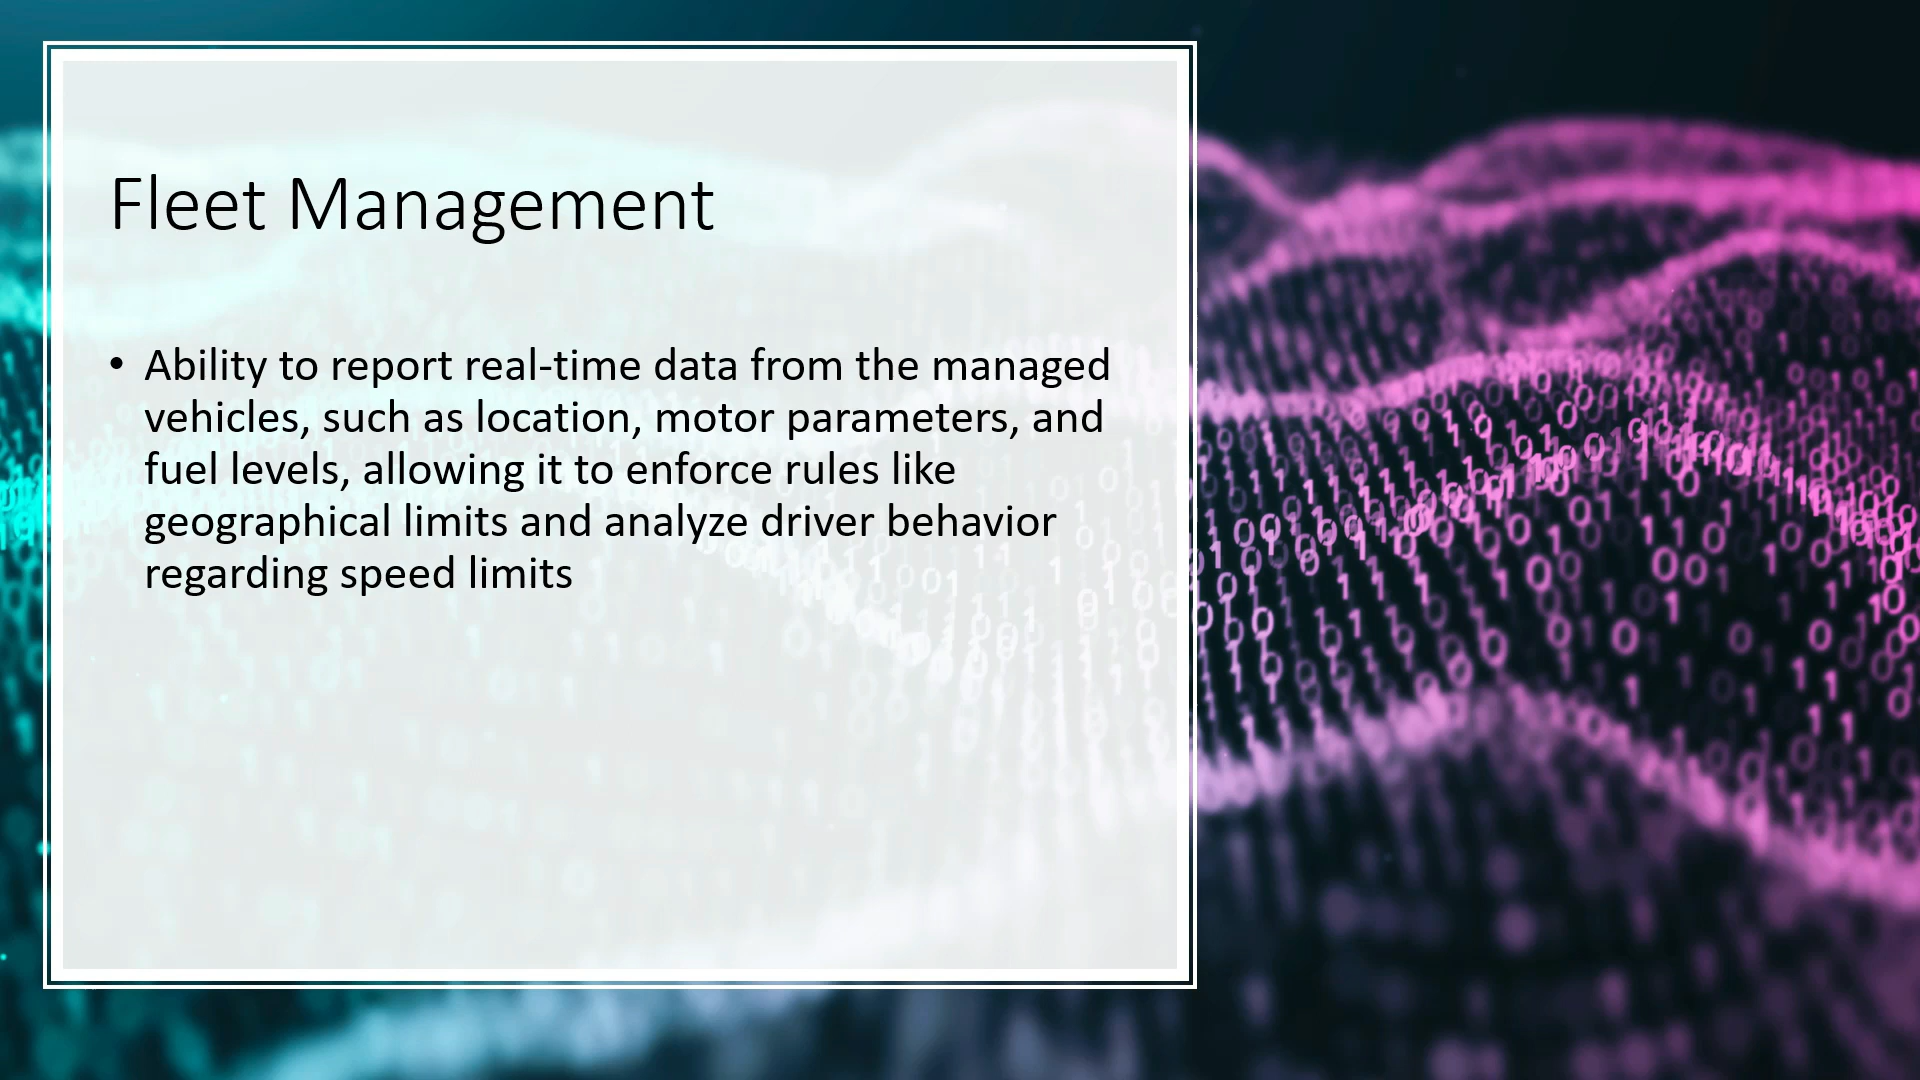 Fleet Management
• Ability to report real-time data from the managed
vehicles, such as location, motor parameters, and
fuel levels, allowing it to enforce rules like
geographical limits and analyze driver behavior
regarding speed limits